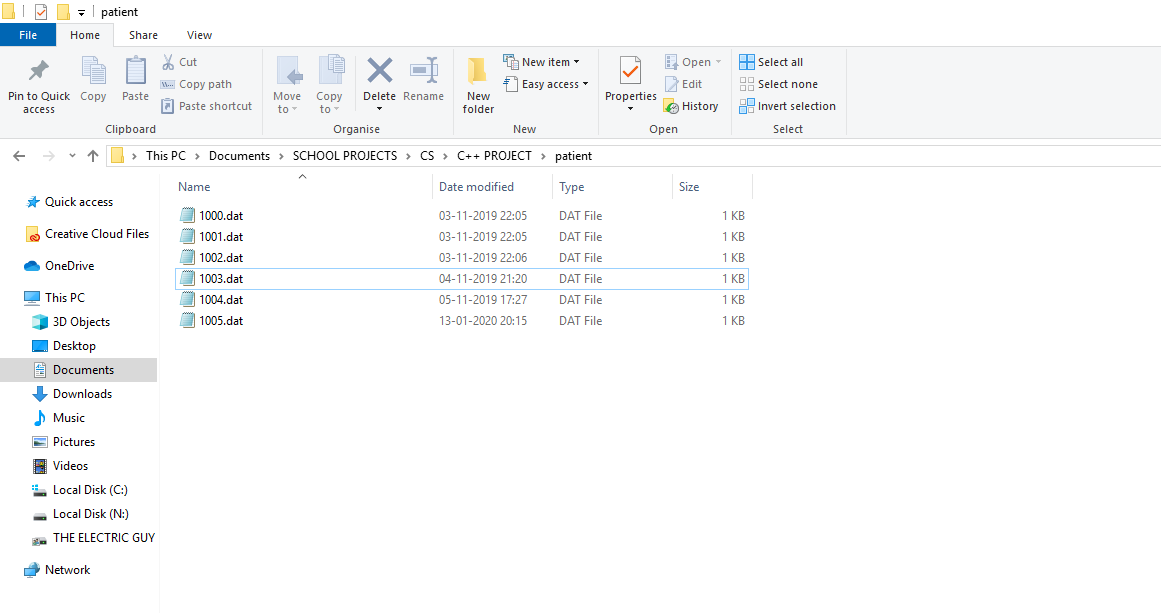 patient
File Home Share View
Pin to Quick access
Copy
Paste
Cut
Copy path
Paste shortcut
Clipboard
Move to
Copy to
Delete
Rename
Organise
New folder
New item
Easy access
New
Properties
Open
Edit
History
Open
Select all
Select none
Invert selection
Select
This PC > Documents > SCHOOL PROJECTS > CS > C++ PROJECT > patient
Quick access
Creative Cloud Files
OneDrive
This PC
3D Objects
Desktop
Documents
Downloads
Music
Pictures
Videos
Local Disk (C:)
Local Disk (N:)
THE ELECTRIC GUY
Network
Name Date modified Type Size
1000.dat 03-11-2019 22:05 DAT File 1 KB
1001.dat 03-11-2019 22:05 DAT File 1 KB
1002.dat 03-11-2019 22:06 DAT File 1 KB
1003.dat 04-11-2019 21:20 DAT File 1 KB
1004.dat 05-11-2019 17:27 DAT File 1 KB
1005.dat 13-01-2020 20:15 DAT File 1 KB